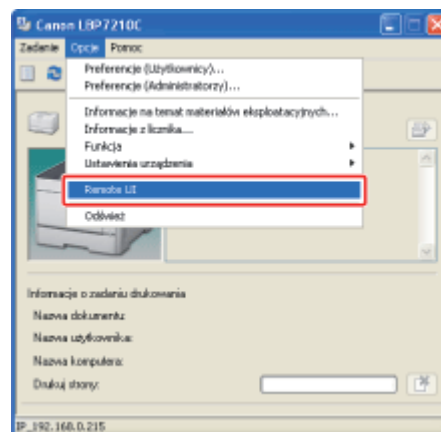 Canon LBP7210C
Zadanie Opcje Pomoc
Preferencje (Użytkownicy)...
Preferencje (Administratorzy)...
Informacje na temat materiałów eksploatacyjnych...
Informacje z licznika...
Funkcja
Ustawienia urządzenia
Remote UI
Odśwież
Informacje o zadaniu drukowania
Nazwa dokumentu:
Nazwa użytkownika:
Nazwa komputera:
Drukuj strony:
IP_192.168.0.215